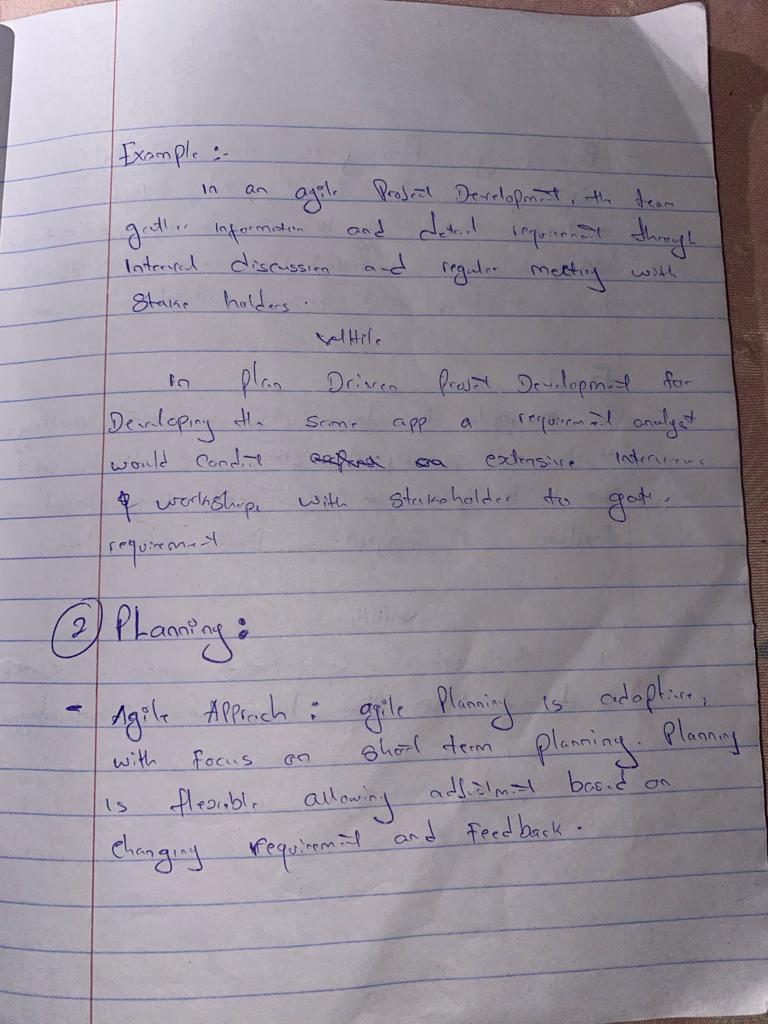 Example :-
In an agile Project Development, the team
gather information and detail requirement through
Internal discussion and regular meeting with
Stake holders.
while
In Plan Driven Project Development for
Developing the same app a requirement analyst
would conduct extensive interviews
& workshops with stakeholder to gather
requirement
2 Planning:
- Agile Approach : agile Planning is adaptive,
with focus on short term planning. Planning
is flexible allowing adjustment based on
changing requirement and Feedback.